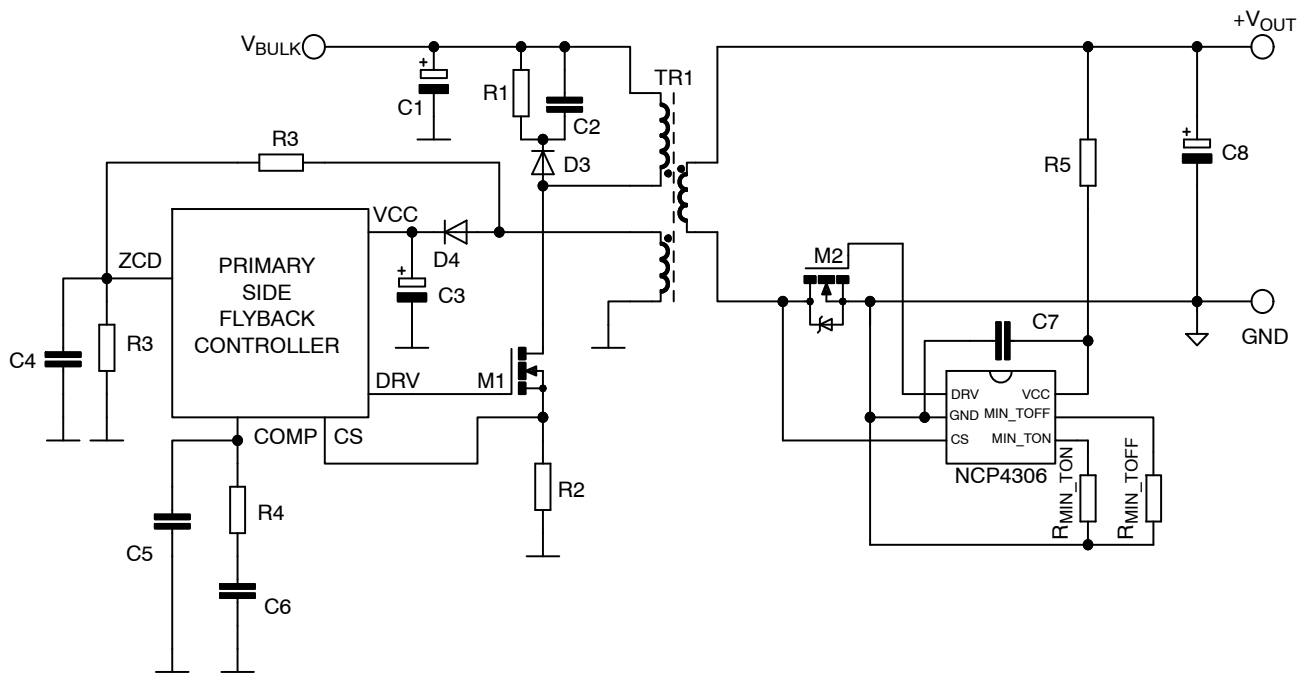 +VOUT
VBULK
TR1
R1
C1
C2
R3
D3
R5
C8
VCC
ZCD
D4
M2
PRIMARY
SIDE
FLYBACK
CONTROLLER
C3
C7
GND
C4
R3
DRV
M1
DRV
VCC
GND
MIN_TOFF
COMP
CS
CS
MIN_TON
NCP4306
R2
RMIN_TON
RMIN_TOFF
R4
C5
C6